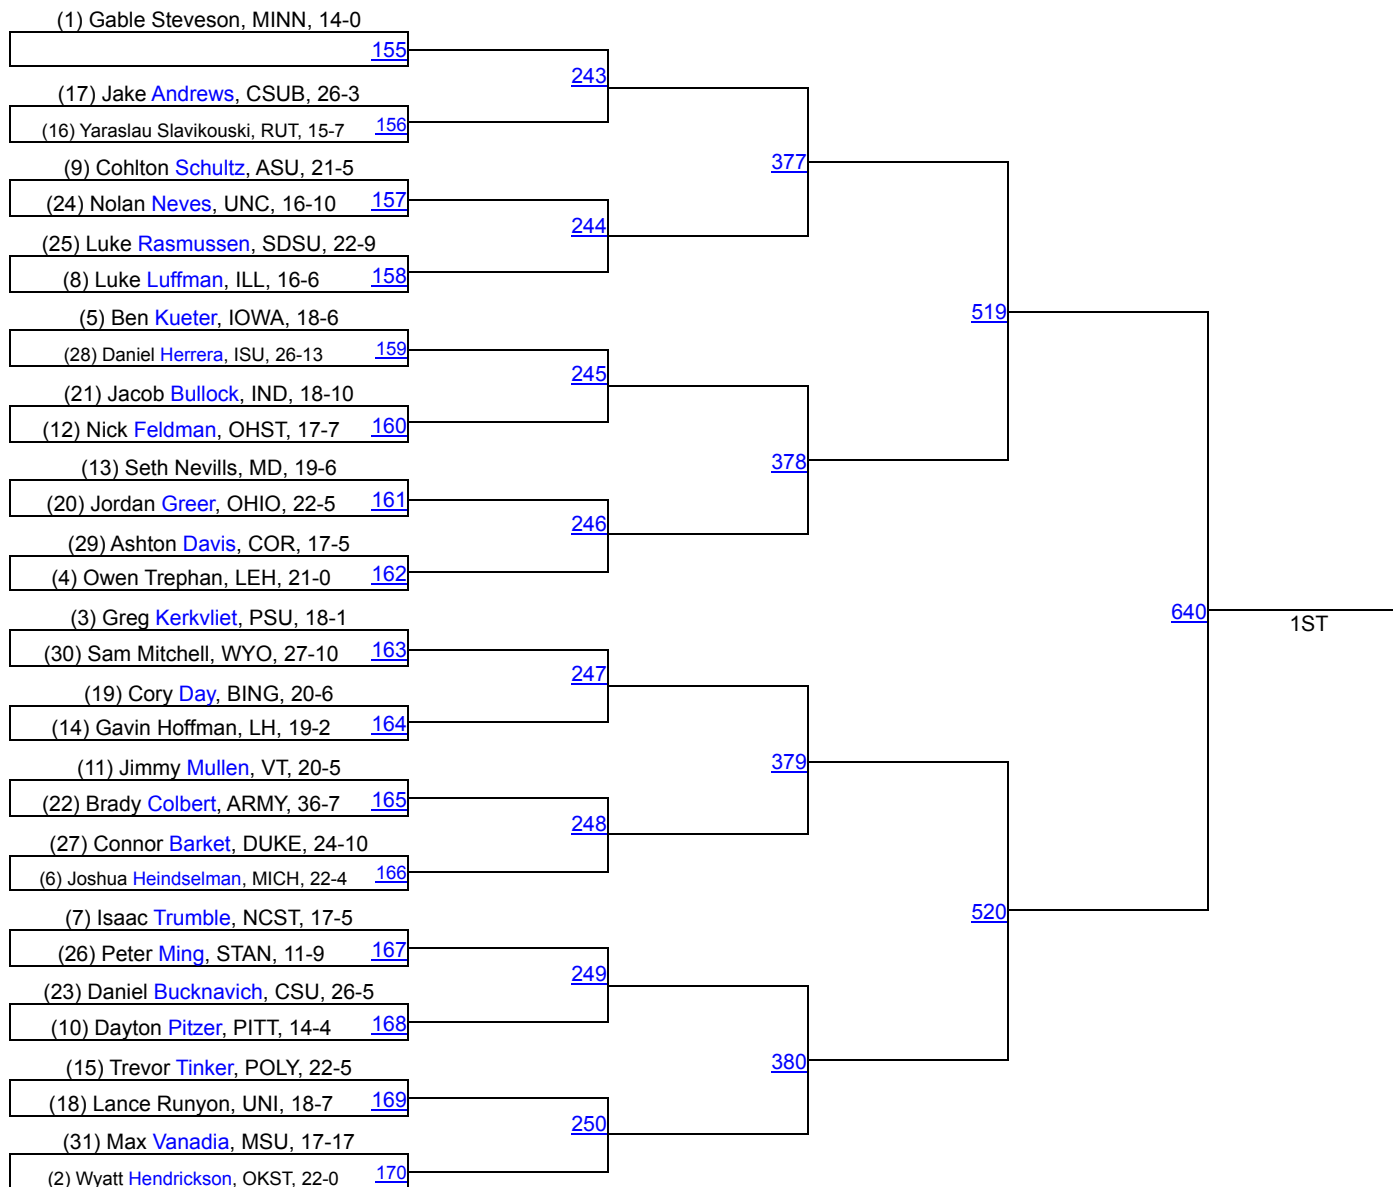 (1) Gable Steveson, MINN, 14-0
155
243
(17) Jake Andrews, CSUB, 26-3
(16) Yaraslau Slavikouski, RUT, 15-7 156
377
(9) Cohlton Schultz, ASU, 21-5
(24) Nolan Neves, UNC, 16-10 157
244
(25) Luke Rasmussen, SDSU, 22-9
(8) Luke Luffman, ILL, 16-6 158
519
(5) Ben Kueter, IOWA, 18-6
(28) Daniel Herrera, ISU, 26-13 159
245
(21) Jacob Bullock, IND, 18-10
(12) Nick Feldman, OHST, 17-7 160
378
(13) Seth Nevills, MD, 19-6
(20) Jordan Greer, OHIO, 22-5 161
246
(29) Ashton Davis, COR, 17-5
(4) Owen Trephan, LEH, 21-0 162
640
1ST
(3) Greg Kerkvliet, PSU, 18-1
(30) Sam Mitchell, WYO, 27-10 163
247
(19) Cory Day, BING, 20-6
(14) Gavin Hoffman, LH, 19-2 164
379
(11) Jimmy Mullen, VT, 20-5
(22) Brady Colbert, ARMY, 36-7 165
248
(27) Connor Barket, DUKE, 24-10
(6) Joshua Heindselman, MICH, 22-4 166
520
(7) Isaac Trumble, NCST, 17-5
(26) Peter Ming, STAN, 11-9 167
249
(23) Daniel Bucknavich, CSU, 26-5
(10) Dayton Pitzer, PITT, 14-4 168
380
(15) Trevor Tinker, POLY, 22-5
(18) Lance Runyon, UNI, 18-7 169
250
(31) Max Vanadia, MSU, 17-17
(2) Wyatt Hendrickson, OKST, 22-0 170